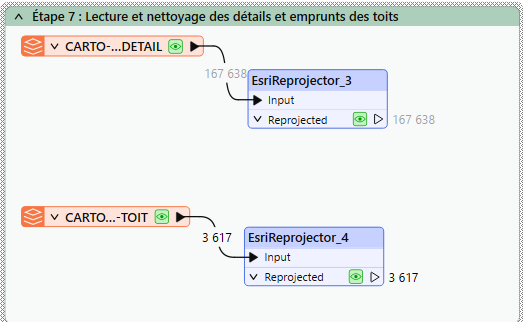 Étape 7 : Lecture et nettoyage des détails et emprunts des toits
CARTO-...DETAIL
167 638
EsriReprojector_3
Input
Reprojected
167 638
CARTO...-TOIT
3 617
EsriReprojector_4
Input
Reprojected
3 617